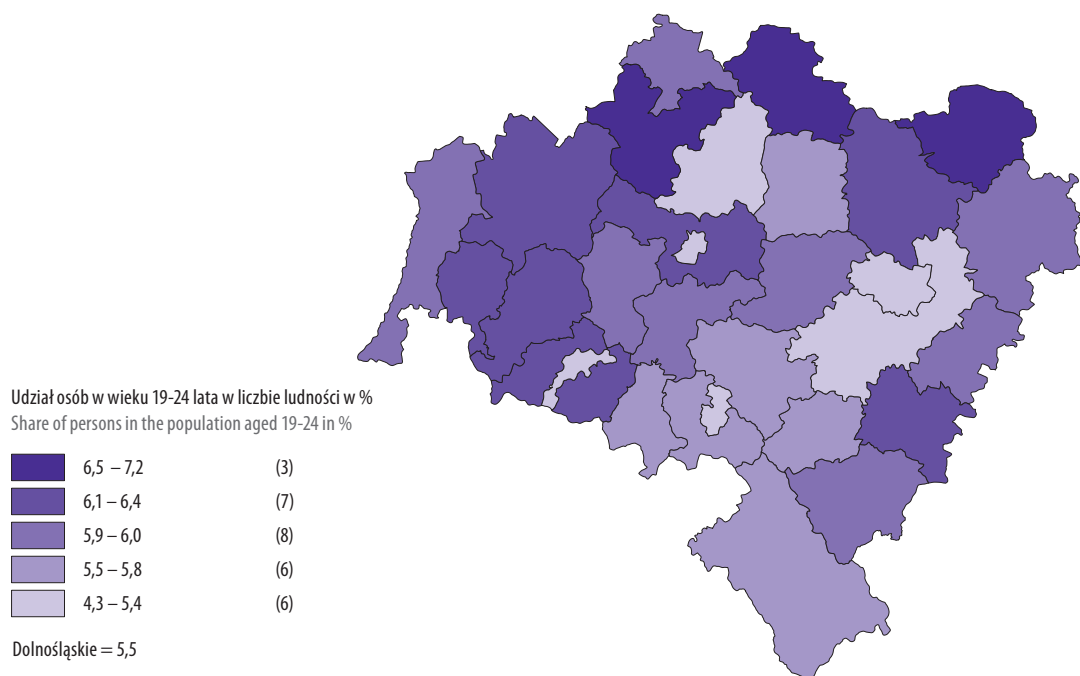 Udział osób w wieku 19-24 lata w liczbie ludności w %
Share of persons in the population aged 19-24 in %
6,5 – 7,2 (3)
6,1 – 6,4 (7)
5,9 – 6,0 (8)
5,5 – 5,8 (6)
4,3 – 5,4 (6)
Dolnośląskie = 5,5